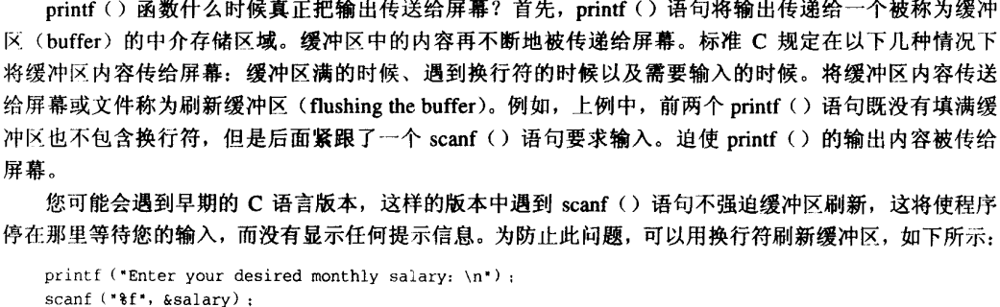 printf（）函数什么时候真正把输出传送给屏幕？首先，printf（）语句将输出传递给一个被称为缓冲
区（buffer）的中介存储区域。缓冲区中的内容再不断地被传递给屏幕。标准 C 规定在以下几种情况下
将缓冲区内容传给屏幕：缓冲区满的时候、遇到换行符的时候以及需要输入的时候。将缓冲区内容传送
给屏幕或文件称为刷新缓冲区（flushing the buffer）。例如，上例中，前两个 printf（）语句既没有填满缓
冲区也不包含换行符，但是后面紧跟了一个 scanf（）语句要求输入。迫使 printf（）的输出内容被传给
屏幕。
您可能会遇到早期的 C 语言版本，这样的版本中遇到 scanf（）语句不强迫缓冲区刷新，这将使程序
停在那里等待您的输入，而没有显示任何提示信息。为防止此问题，可以用换行符刷新缓冲区，如下所示：
printf ("Enter your desired monthly salary: \n") ;
scanf ("%f", &salary) ;